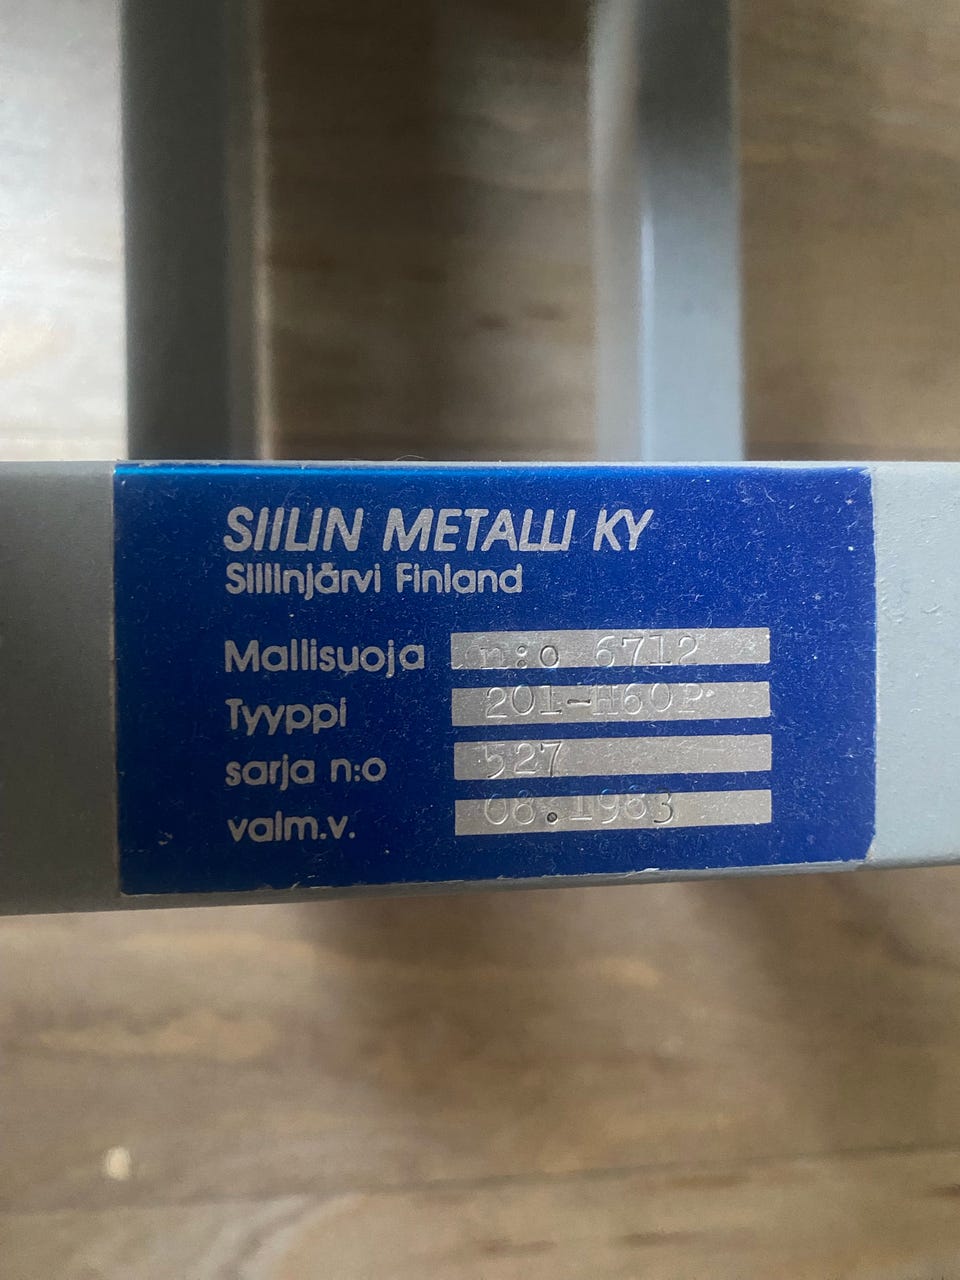 SIILIN METALLI KY
Siilinjärvi Finland
Mallisuoja n:o 6712
Tyyppi 201-H60P
sarja n:o 527
valm.v. 08.1983